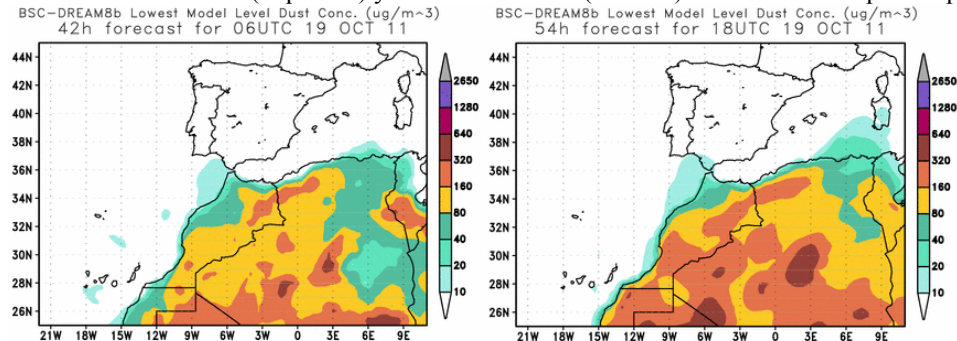 BSC-DREAM8b Lowest Model Level Dust Conc. (ug/m^3)
42h forecast for 06UTC 19 OCT 11
44N
42N
40N
38N
36N
34N
32N
30N
28N
26N
21W 18W 15W 12W 9W 6W 3W 0 3E 6E 9E
2650
1280
640
320
160
80
40
20
10
BSC-DREAM8b Lowest Model Level Dust Conc. (ug/m^3)
54h forecast for 18UTC 19 OCT 11
44N
42N
40N
38N
36N
34N
32N
30N
28N
26N
21W 18W 15W 12W 9W 6W 3W 0 3E 6E 9E
2650
1280
640
320
160
80
40
20
10